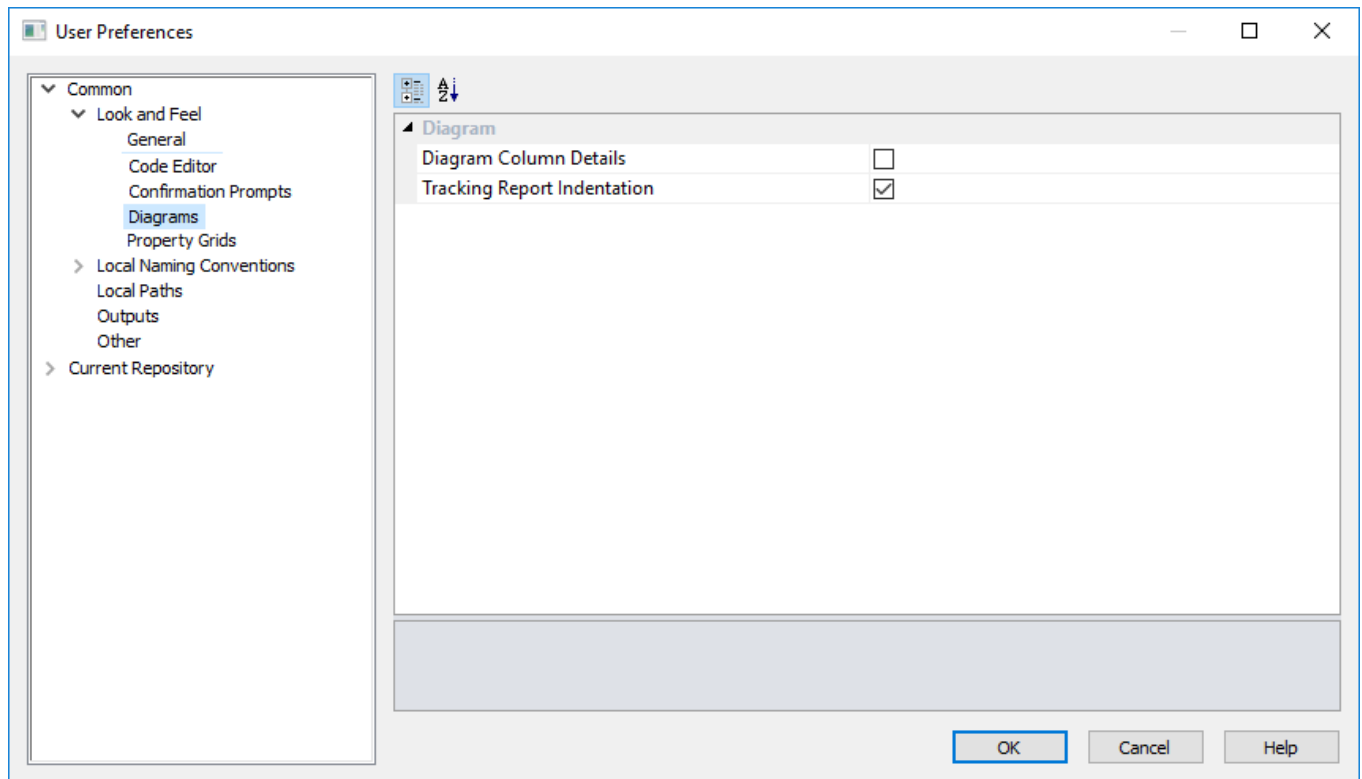 User Preferences
Common
Look and Feel
General
Code Editor
Confirmation Prompts
Diagrams
Property Grids
Local Naming Conventions
Local Paths
Outputs
Other
Current Repository
A
Z
Diagram
Diagram Column Details
Tracking Report Indentation
OK
Cancel
Help